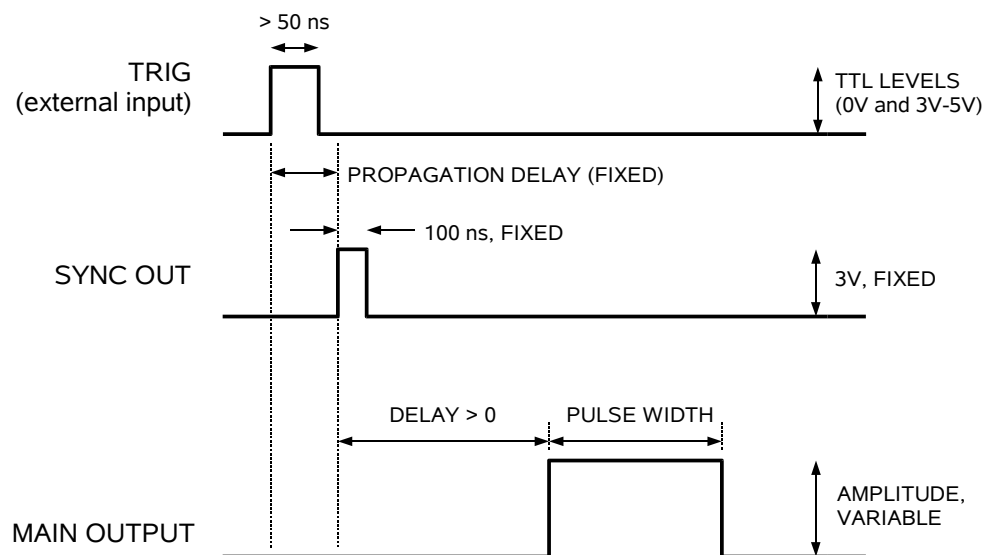 > 50 ns
TRIG
(external input)
TTL LEVELS
(0V and 3V-5V)
PROPAGATION DELAY (FIXED)
100 ns, FIXED
SYNC OUT
3V, FIXED
DELAY > 0
PULSE WIDTH
AMPLITUDE,
VARIABLE
MAIN OUTPUT